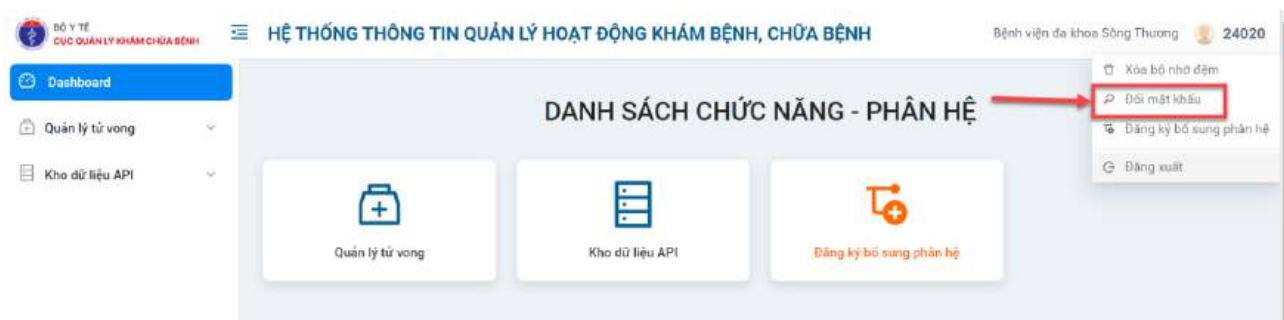 BỘ Y TẾ
CỤC QUẢN LÝ KHÁM CHỮA BỆNH
HỆ THỐNG THÔNG TIN QUẢN LÝ HOẠT ĐỘNG KHÁM BỆNH, CHỮA BỆNH
Bệnh viện đa khoa Sông Thương
24020
Dashboard
Quản lý tử vong
Kho dữ liệu API
Xóa bộ nhớ đệm
Đổi mật khẩu
Đăng ký bổ sung phân hệ
Đăng xuất
DANH SÁCH CHỨC NĂNG - PHÂN HỆ
Quản lý tử vong
Kho dữ liệu API
Đăng ký bổ sung phân hệ